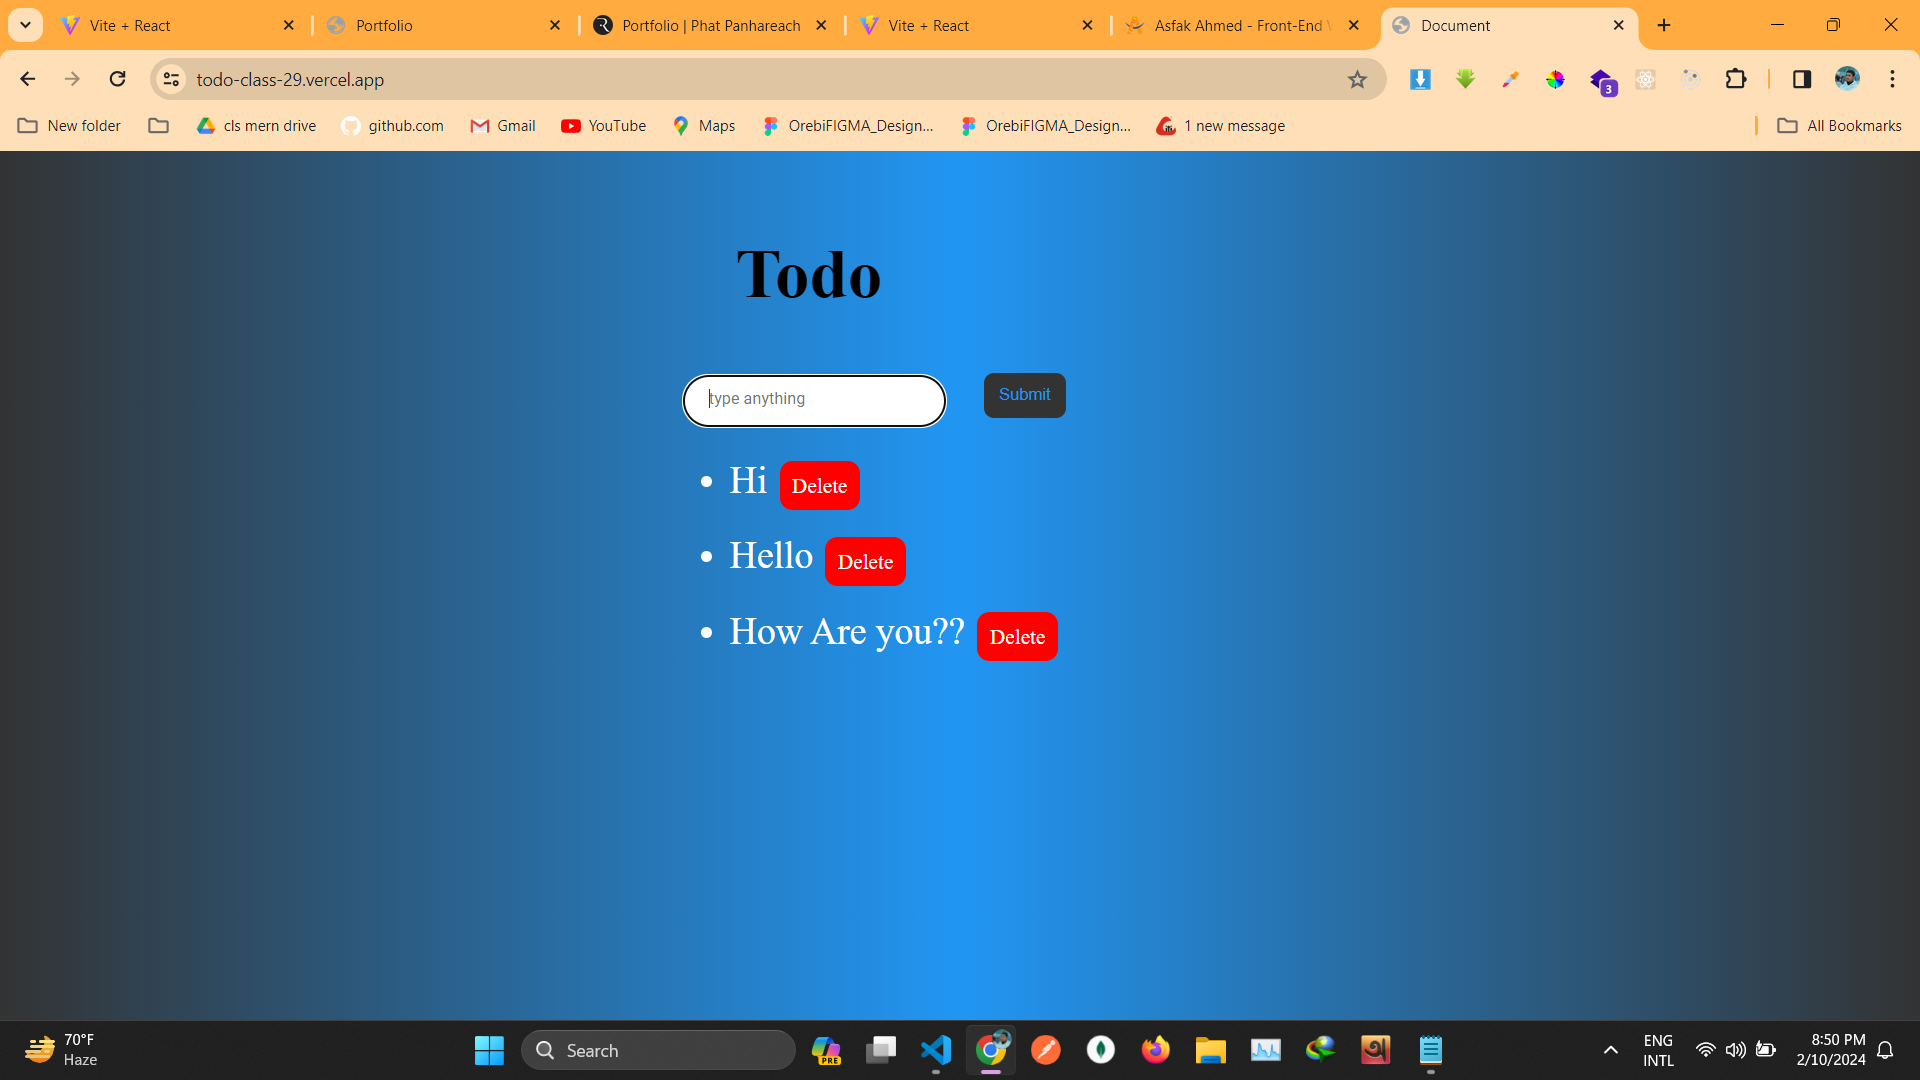 Vite + React
Portfolio
Portfolio | Phat Panhareach
Vite + React
Asfak Ahmed - Front-End
Document
todo-class-29.vercel.app
3
New folder
cls mern drive
github.com
Gmail
YouTube
Maps
OrebiFIGMA_Design...
OrebiFIGMA_Design...
1 new message
All Bookmarks
Todo
type anything
Submit
Hi Delete
Hello Delete
How Are you?? Delete
70°F
Haze
Search
PRE
ENG
INTL
8:50 PM
2/10/2024